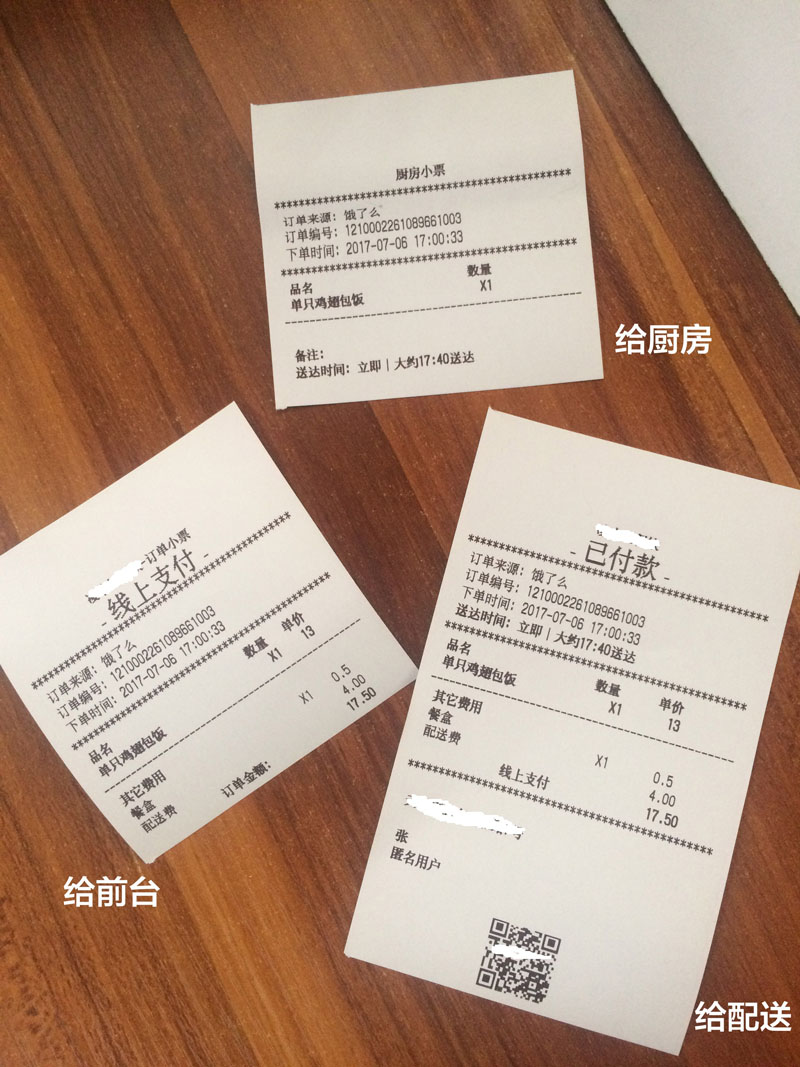 厨房小票
************************************************
订单来源: 饿了么
订单编号: 1210002261089661003
下单时间: 2017-07-06 17:00:33
************************************************
品名 数量
单只鸡翅包饭 X1
------------------------------------------------
备注:
送达时间: 立即 | 大约17:40送达
给厨房
-订单小票
- 线上支付 -
************************************************
订单来源: 饿了么
订单编号: 1210002261089661003
下单时间: 2017-07-06 17:00:33
************************************************
品名 数量 单价
单只鸡翅包饭 X1 13
------------------------------------------------
其它费用
餐盒 X1 0.5
配送费 4.00
订单金额: 17.50
给前台
- 已付款 -
************************************************
订单来源: 饿了么
订单编号: 1210002261089661003
下单时间: 2017-07-06 17:00:33
送达时间: 立即 | 大约17:40送达
************************************************
品名 数量 单价
单只鸡翅包饭 X1 13
------------------------------------------------
其它费用
餐盒 X1 0.5
配送费 4.00
线上支付 17.50
************************************************
张
匿名用户
给配送